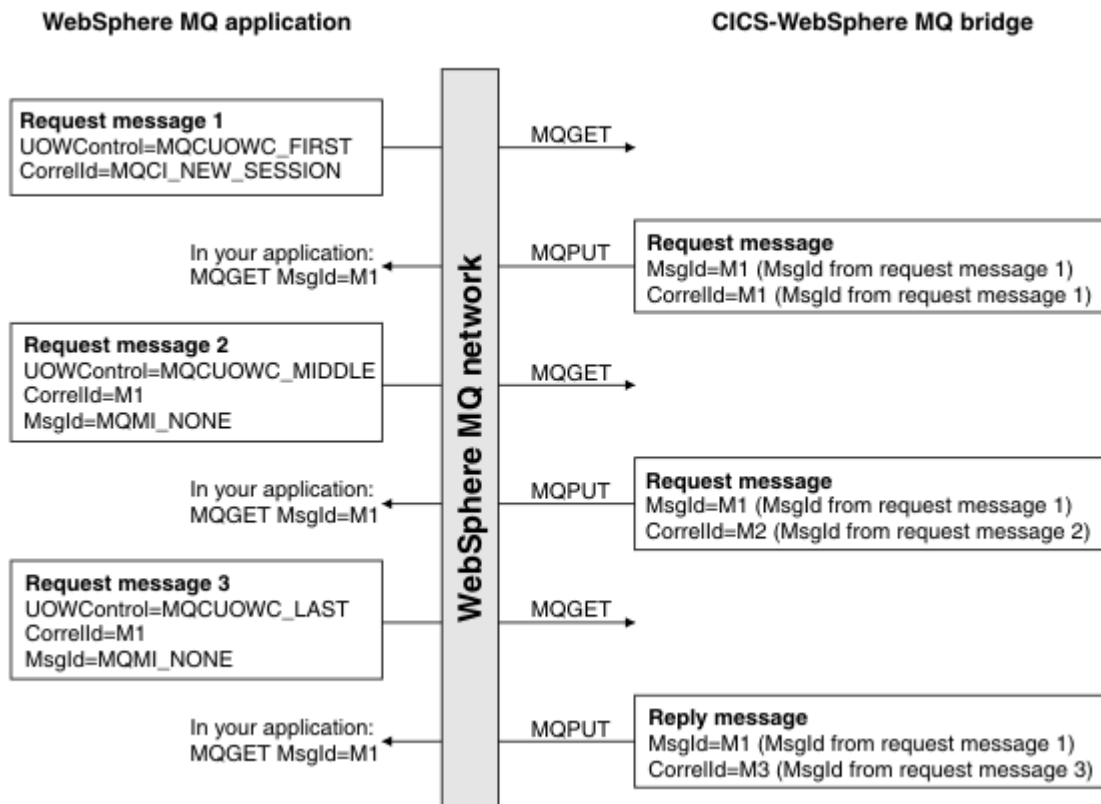 WebSphere MQ application
CICS-WebSphere MQ bridge
Request message 1
UOWControl=MQCUOWC_FIRST
CorrelId=MQCI_NEW_SESSION
MQGET
In your application:
MQGET MsgId=M1
MQPUT
Request message
MsgId=M1 (MsgId from request message 1)
CorrelId=M1 (MsgId from request message 1)
WebSphere MQ network
Request message 2
UOWControl=MQCUOWC_MIDDLE
CorrelId=M1
MsgId=MQMI_NONE
MQGET
In your application:
MQGET MsgId=M1
MQPUT
Request message
MsgId=M1 (MsgId from request message 1)
CorrelId=M2 (MsgId from request message 2)
Request message 3
UOWControl=MQCUOWC_LAST
CorrelId=M1
MsgId=MQMI_NONE
MQGET
In your application:
MQGET MsgId=M1
MQPUT
Reply message
MsgId=M1 (MsgId from request message 1)
CorrelId=M3 (MsgId from request message 3)